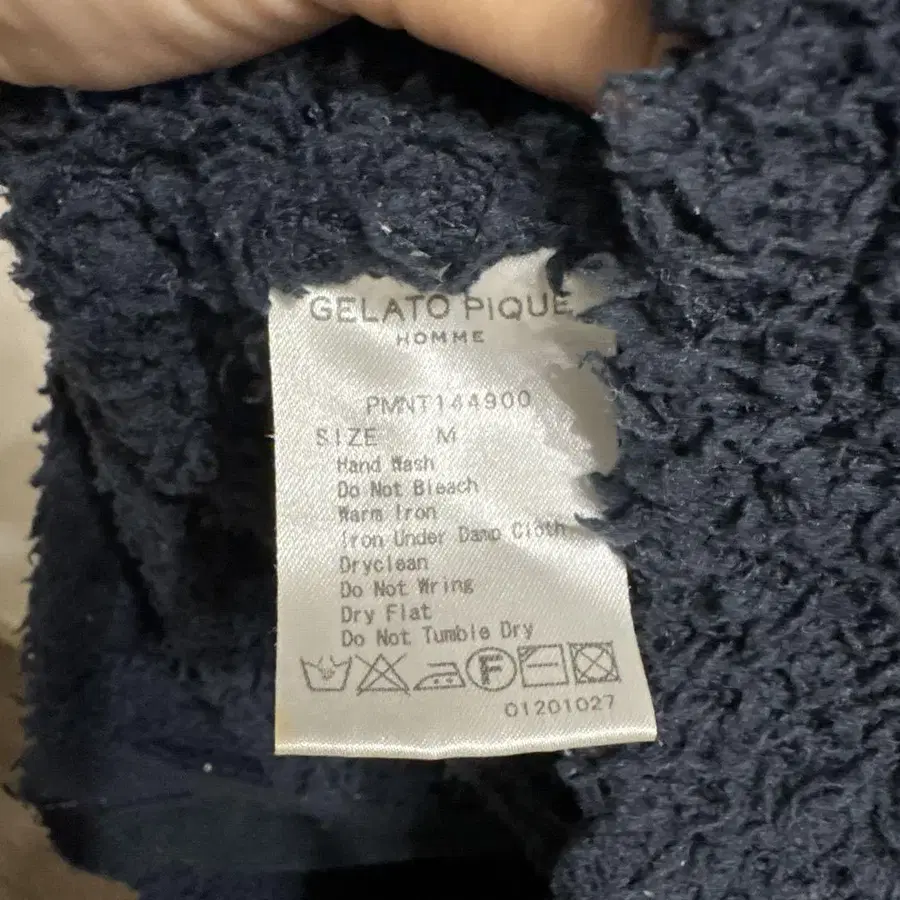 GELATO PIQUE
HOMME
PMNT144900
SIZE M
Hand Wash
Do Not Bleach
Warm Iron
Iron Under Damp Cloth
Dryclean
Do Not Wring
Dry Flat
Do Not Tumble Dry
F
01201027